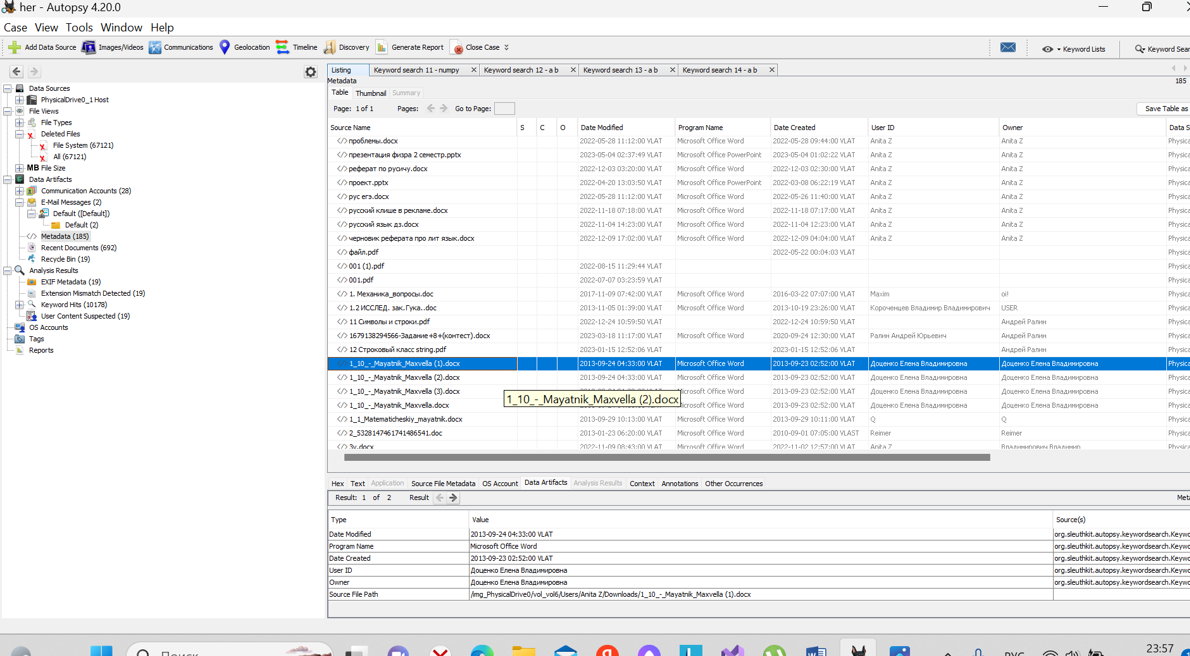 her - Autopsy 4.20.0
Case View Tools Window Help
Add Data Source Images/Videos Communications Geolocation Timeline Discovery Generate Report Close Case Keyword Lists Keyword Sear
Listing Keyword search 11 - numpy Keyword search 12 - a b Keyword search 13 - a b Keyword search 14 - a b
Metadata 185
Table Thumbnail Summary
Page: 1 of 1 Pages: Go to Page: Save Table as
Data Sources
PhysicalDrive0_1 Host
File Views
File Types
Deleted Files
File System (67121)
All (67121)
MB File Size
Data Artifacts
Communication Accounts (28)
E-Mail Messages (2)
Default ([Default])
Default (2)
Metadata (185)
Recent Documents (692)
Recycle Bin (19)
Analysis Results
EXIF Metadata (19)
Extension Mismatch Detected (19)
Keyword Hits (10178)
User Content Suspected (19)
OS Accounts
Tags
Reports
Source Name S C O Date Modified Program Name Date Created User ID Owner Data S
проблемы.docx 2022-05-28 11:12:00 VLAT Microsoft Office Word 2022-05-28 09:44:00 VLAT Anita Z Anita Z Physica
презентация физра 2 семестр.pptx 2023-05-04 02:37:49 VLAT Microsoft Office PowerPoint 2023-05-04 01:02:22 VLAT Anita Z Anita Z Physica
реферат по русичу.docx 2022-12-03 03:20:00 VLAT Microsoft Office Word 2022-12-03 02:30:00 VLAT Anita Z Anita Z Physica
проект.pptx 2022-04-20 13:03:50 VLAT Microsoft Office PowerPoint 2022-03-08 06:22:19 VLAT Anita Z Anita Z Physica
рус егэ.docx 2022-05-28 11:12:00 VLAT Microsoft Office Word 2022-05-26 11:40:00 VLAT Anita Z Anita Z Physica
русский клише в рекламе.docx 2022-11-18 07:18:00 VLAT Microsoft Office Word 2022-11-18 07:17:00 VLAT Anita Z Anita Z Physica
русский язык дз.docx 2022-11-04 14:23:00 VLAT Microsoft Office Word 2022-11-04 12:23:00 VLAT Anita Z Anita Z Physica
черновик реферата про лит язык.docx 2022-12-09 17:02:00 VLAT Microsoft Office Word 2022-12-09 04:04:00 VLAT Anita Z Anita Z Physica
файл.pdf 2022-05-22 00:04:03 VLAT Physica
001 (1).pdf 2022-08-15 11:29:44 VLAT Physica
001.pdf 2022-07-07 03:23:59 VLAT Physica
1. Механика_вопросы.doc 2017-11-09 07:42:00 VLAT Microsoft Office Word 2016-03-22 07:07:00 VLAT Maxim oi! Physica
1.2 ИССЛЕД. зак. Гука..doc 2013-11-05 01:39:00 VLAT Microsoft Office Word 2013-10-19 23:26:00 VLAT Короченцев Владимир Владимирович USER Physica
11 Символы и строки.pdf 2022-12-24 10:59:50 VLAT 2022-12-24 10:59:50 VLAT Андрей Ралин Physica
1679138294566-Задание+8+(контест).docx 2023-03-18 11:17:00 VLAT Microsoft Office Word 2020-09-24 12:30:00 VLAT Ралин Андрей Юрьевич Андрей Ралин Physica
12 Строковый класс string.pdf 2023-01-15 12:52:06 VLAT 2023-01-15 12:52:06 VLAT Андрей Ралин Physica
1_10_-_Mayatnik_Maxvella (1).docx 2013-09-24 04:33:00 VLAT Microsoft Office Word 2013-09-23 02:52:00 VLAT Доценко Елена Владимировна Доценко Елена Владимировна Physica
1_10_-_Mayatnik_Maxvella (2).docx 2013-09-24 04:33:00 VLAT Microsoft Office Word 2013-09-23 02:52:00 VLAT Доценко Елена Владимировна Доценко Елена Владимировна Physica
1_10_-_Mayatnik_Maxvella (3).docx Microsoft Office Word 2013-09-23 02:52:00 VLAT Доценко Елена Владимировна Доценко Елена Владимировна Physica
1_10_-_Mayatnik_Maxvella (2).docx
1_10_-_Mayatnik_Maxvella.docx 2013-09-24 04:33:00 VLAT Microsoft Office Word 2013-09-23 02:52:00 VLAT Доценко Елена Владимировна Доценко Елена Владимировна Physica
1_1_Matematicheskiy_mayatnik.docx 2013-09-29 10:13:00 VLAT Microsoft Office Word 2013-09-29 10:11:00 VLAT Q Q Physica
2_5328147461741486541.doc 2013-01-23 06:20:00 VLAT Microsoft Office Word 2010-09-01 07:05:00 VLAST Reimer Reimer Physica
3у.docx 2022-11-09 08:43:00 VLAT Microsoft Office Word 2022-11-02 12:57:00 VLAT Anita Z Владимирович Владимир Physica
Hex Text Application Source File Metadata OS Account Data Artifacts Analysis Results Context Annotations Other Occurrences
Result: 1 of 2 Result Meta
Type Value Source(s)
Date Modified 2013-09-24 04:33:00 VLAT org.sleuthkit.autopsy.keywordsearch.Keywo
Program Name Microsoft Office Word org.sleuthkit.autopsy.keywordsearch.Keywo
Date Created 2013-09-23 02:52:00 VLAT org.sleuthkit.autopsy.keywordsearch.Keywo
User ID Доценко Елена Владимировна org.sleuthkit.autopsy.keywordsearch.Keywo
Owner Доценко Елена Владимировна org.sleuthkit.autopsy.keywordsearch.Keywo
Source File Path /img_PhysicalDrive0/vol_vol6/Users/Anita Z/Downloads/1_10_-_Mayatnik_Maxvella (1).docx
Поиск РУС 23:57